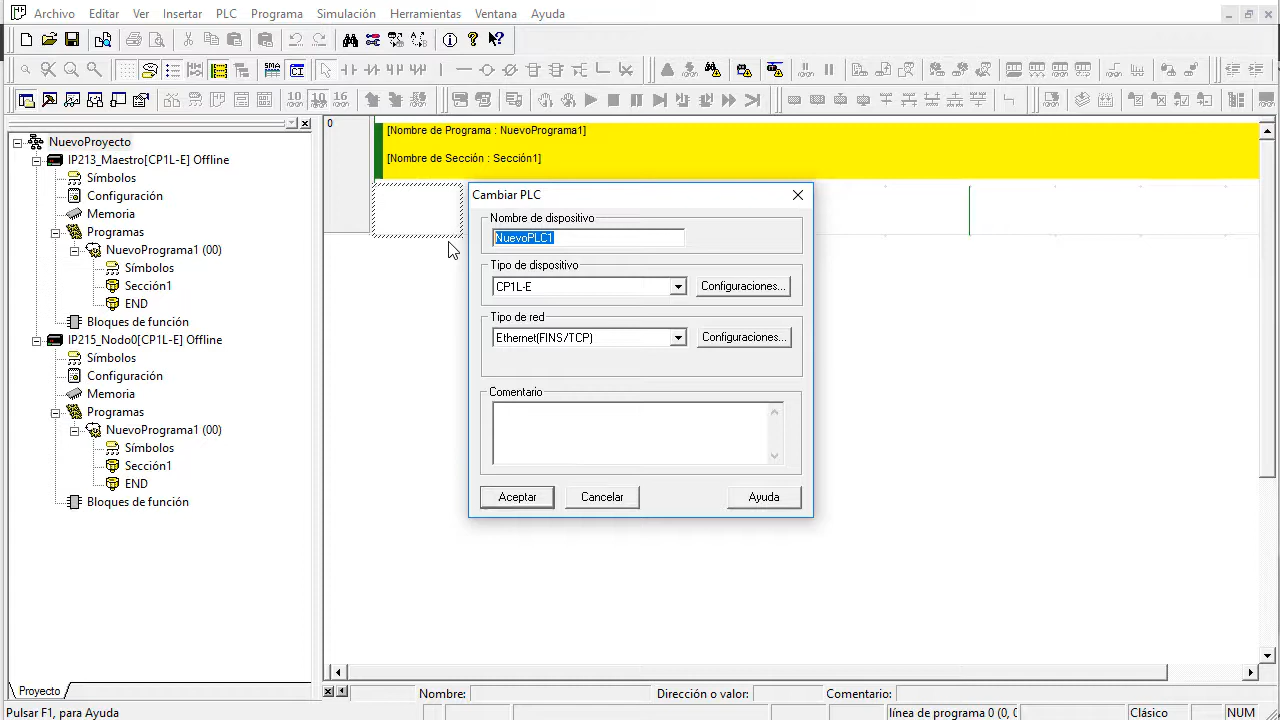 Archivo Editar Ver Insertar PLC Programa Simulación Herramientas Ventana Ayuda
10 10 16
NuevoProyecto
IP213_Maestro[CP1L-E] Offline
Símbolos
Configuración
Memoria
Programas
NuevoPrograma1 (00)
Símbolos
Sección1
END
Bloques de función
IP215_Nodo0[CP1L-E] Offline
Símbolos
Configuración
Memoria
Programas
NuevoPrograma1 (00)
Símbolos
Sección1
END
Bloques de función
Proyecto
0
[Nombre de Programa : NuevoPrograma1]
[Nombre de Sección : Sección1]
Cambiar PLC
Nombre de dispositivo
NuevoPLC1
Tipo de dispositivo
CP1L-E Configuraciones...
Tipo de red
Ethernet(FINS/TCP) Configuraciones...
Comentario
Aceptar Cancelar Ayuda
Nombre: Dirección o valor: Comentario:
Pulsar F1, para Ayuda línea de programa 0 (0, 0 Clásico NUM